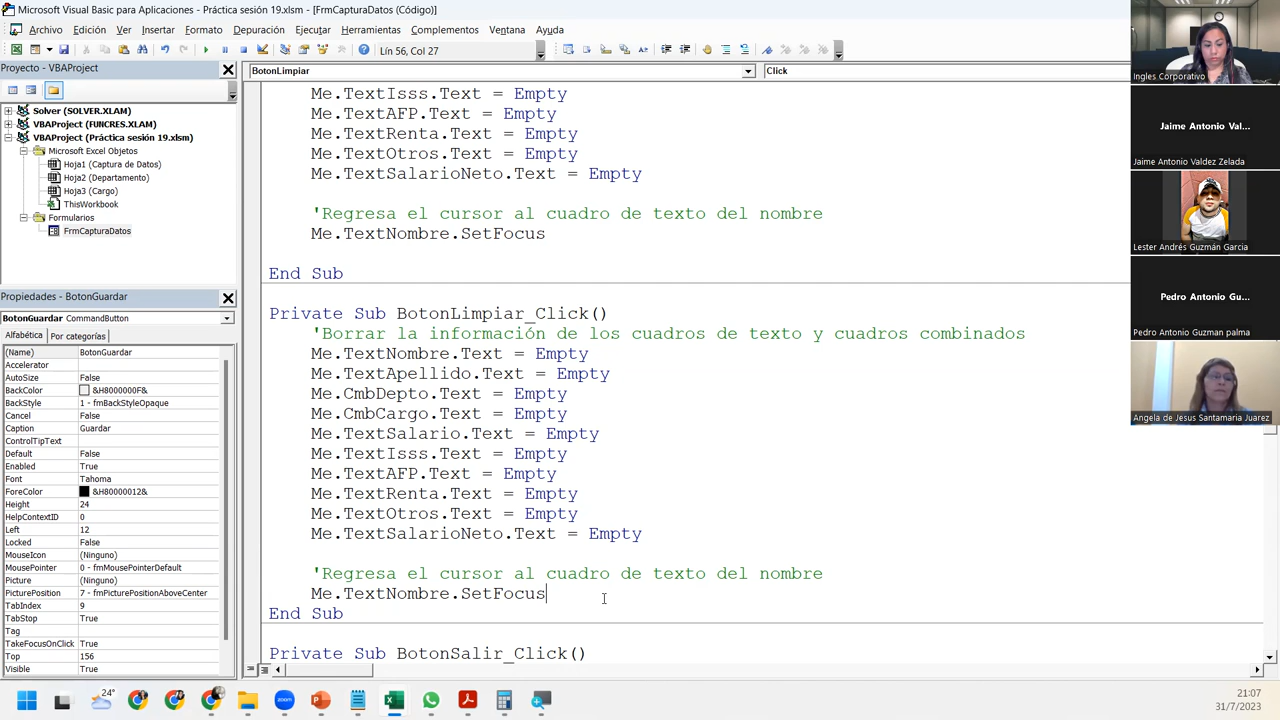 Microsoft Visual Basic para Aplicaciones - Práctica sesión 19.xlsm - [FrmCapturaDatos (Código)]
Archivo Edición Ver Insertar Formato Depuración Ejecutar Herramientas Complementos Ventana Ayuda
Lín 56, Col 27
Proyecto - VBAProject
Solver (SOLVER.XLAM)
VBAProject (FUNCRES.XLAM)
VBAProject (Práctica sesión 19.xlsm)
Microsoft Excel Objetos
Hoja1 (Captura de Datos)
Hoja2 (Departamento)
Hoja3 (Cargo)
ThisWorkbook
Formularios
FrmCapturaDatos
Propiedades - BotonGuardar
BotonGuardar CommandButton
Alfabética Por categorías
(Name) BotonGuardar
Accelerator
AutoSize False
BackColor &H8000000F&
BackStyle 1 - fmBackStyleOpaque
Cancel False
Caption Guardar
ControlTipText
Default False
Enabled True
Font Tahoma
ForeColor &H80000012&
Height 24
HelpContextID 0
Left 12
Locked False
MouseIcon (Ninguno)
MousePointer 0 - fmMousePointerDefault
Picture (Ninguno)
PicturePosition 7 - fmPicturePositionAboveCenter
TabIndex 9
TabStop True
Tag
TakeFocusOnClick True
Top 156
Visible True
BotonLimpiar Click
Me.TextIsss.Text = Empty
Me.TextAFP.Text = Empty
Me.TextRenta.Text = Empty
Me.TextOtros.Text = Empty
Me.TextSalarioNeto.Text = Empty
'Regresa el cursor al cuadro de texto del nombre
Me.TextNombre.SetFocus
End Sub
Private Sub BotonLimpiar_Click()
'Borrar la información de los cuadros de texto y cuadros combinados
Me.TextNombre.Text = Empty
Me.TextApellido.Text = Empty
Me.CmbDepto.Text = Empty
Me.CmbCargo.Text = Empty
Me.TextSalario.Text = Empty
Me.TextIsss.Text = Empty
Me.TextAFP.Text = Empty
Me.TextRenta.Text = Empty
Me.TextOtros.Text = Empty
Me.TextSalarioNeto.Text = Empty
'Regresa el cursor al cuadro de texto del nombre
Me.TextNombre.SetFocus
End Sub
Private Sub BotonSalir_Click()
Ingles Corporativo
Jaime Antonio Val...
Jaime Antonio Valdez Zelada
Lester Andrés Guzmán Garcia
Pedro Antonio Gu...
Pedro Antonio Guzman palma
Angela de Jesus Santamaria Juarez
24°
zoom
21:07
31/7/2023